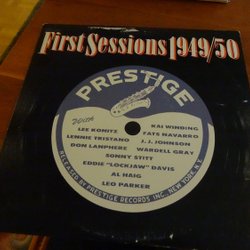 First Sessions 1949/50
PRESTIGE
With
KAI WINDING
LEE KONITZ FATS NAVARRO
LENNIE TRISTANO J. J. JOHNSON
DON LANPHERE WARDELL GRAY
SONNY STITT
EDDIE "LOCKJAW" DAVIS
AL HAIG
LEO PARKER
RELEASED BY PRESTIGE RECORDS INC. NEW YORK, N.Y.